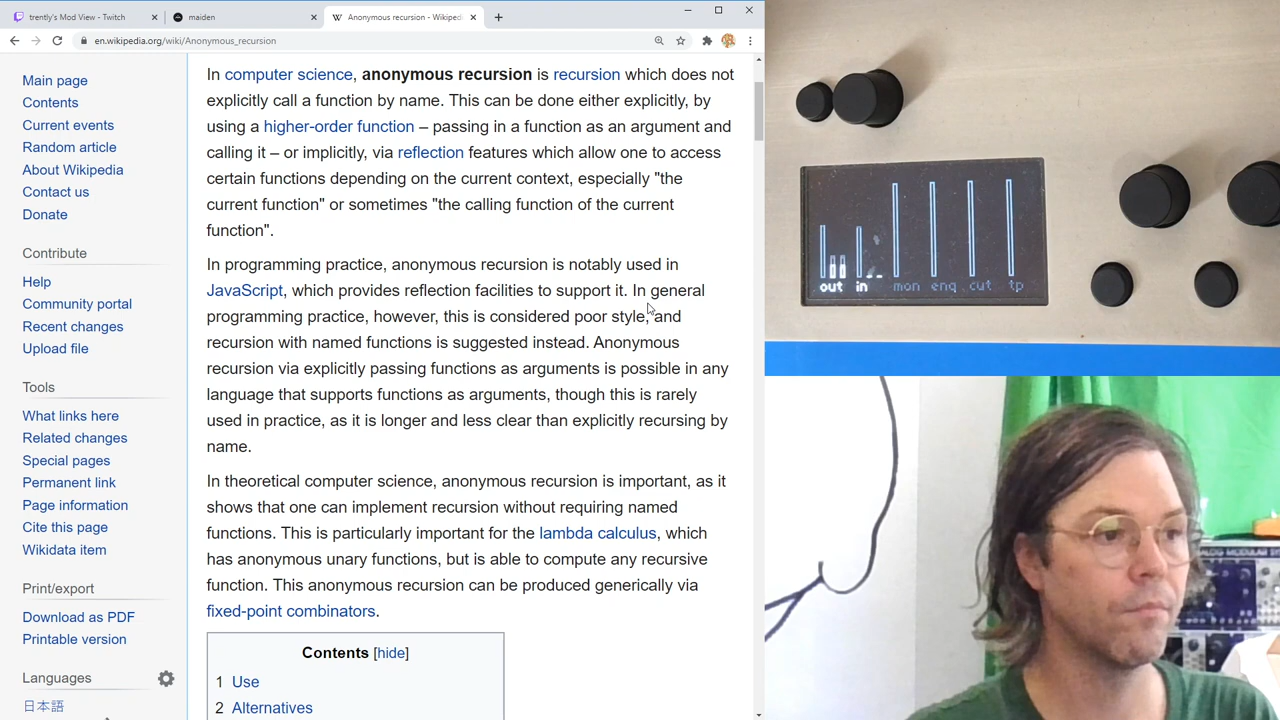 trently's Mod View - Twitch
maiden
Anonymous recursion - Wikiped
en.wikipedia.org/wiki/Anonymous_recursion
Main page
Contents
Current events
Random article
About Wikipedia
Contact us
Donate
Contribute
Help
Community portal
Recent changes
Upload file
Tools
What links here
Related changes
Special pages
Permanent link
Page information
Cite this page
Wikidata item
Print/export
Download as PDF
Printable version
Languages
日本語
In computer science, anonymous recursion is recursion which does not
explicitly call a function by name. This can be done either explicitly, by
using a higher-order function – passing in a function as an argument and
calling it – or implicitly, via reflection features which allow one to access
certain functions depending on the current context, especially "the
current function" or sometimes "the calling function of the current
function".
In programming practice, anonymous recursion is notably used in
JavaScript, which provides reflection facilities to support it. In general
programming practice, however, this is considered poor style, and
recursion with named functions is suggested instead. Anonymous
recursion via explicitly passing functions as arguments is possible in any
language that supports functions as arguments, though this is rarely
used in practice, as it is longer and less clear than explicitly recursing by
name.
In theoretical computer science, anonymous recursion is important, as it
shows that one can implement recursion without requiring named
functions. This is particularly important for the lambda calculus, which
has anonymous unary functions, but is able to compute any recursive
function. This anonymous recursion can be produced generically via
fixed-point combinators.
Contents [hide]
1 Use
2 Alternatives
out in mon eng cut tp